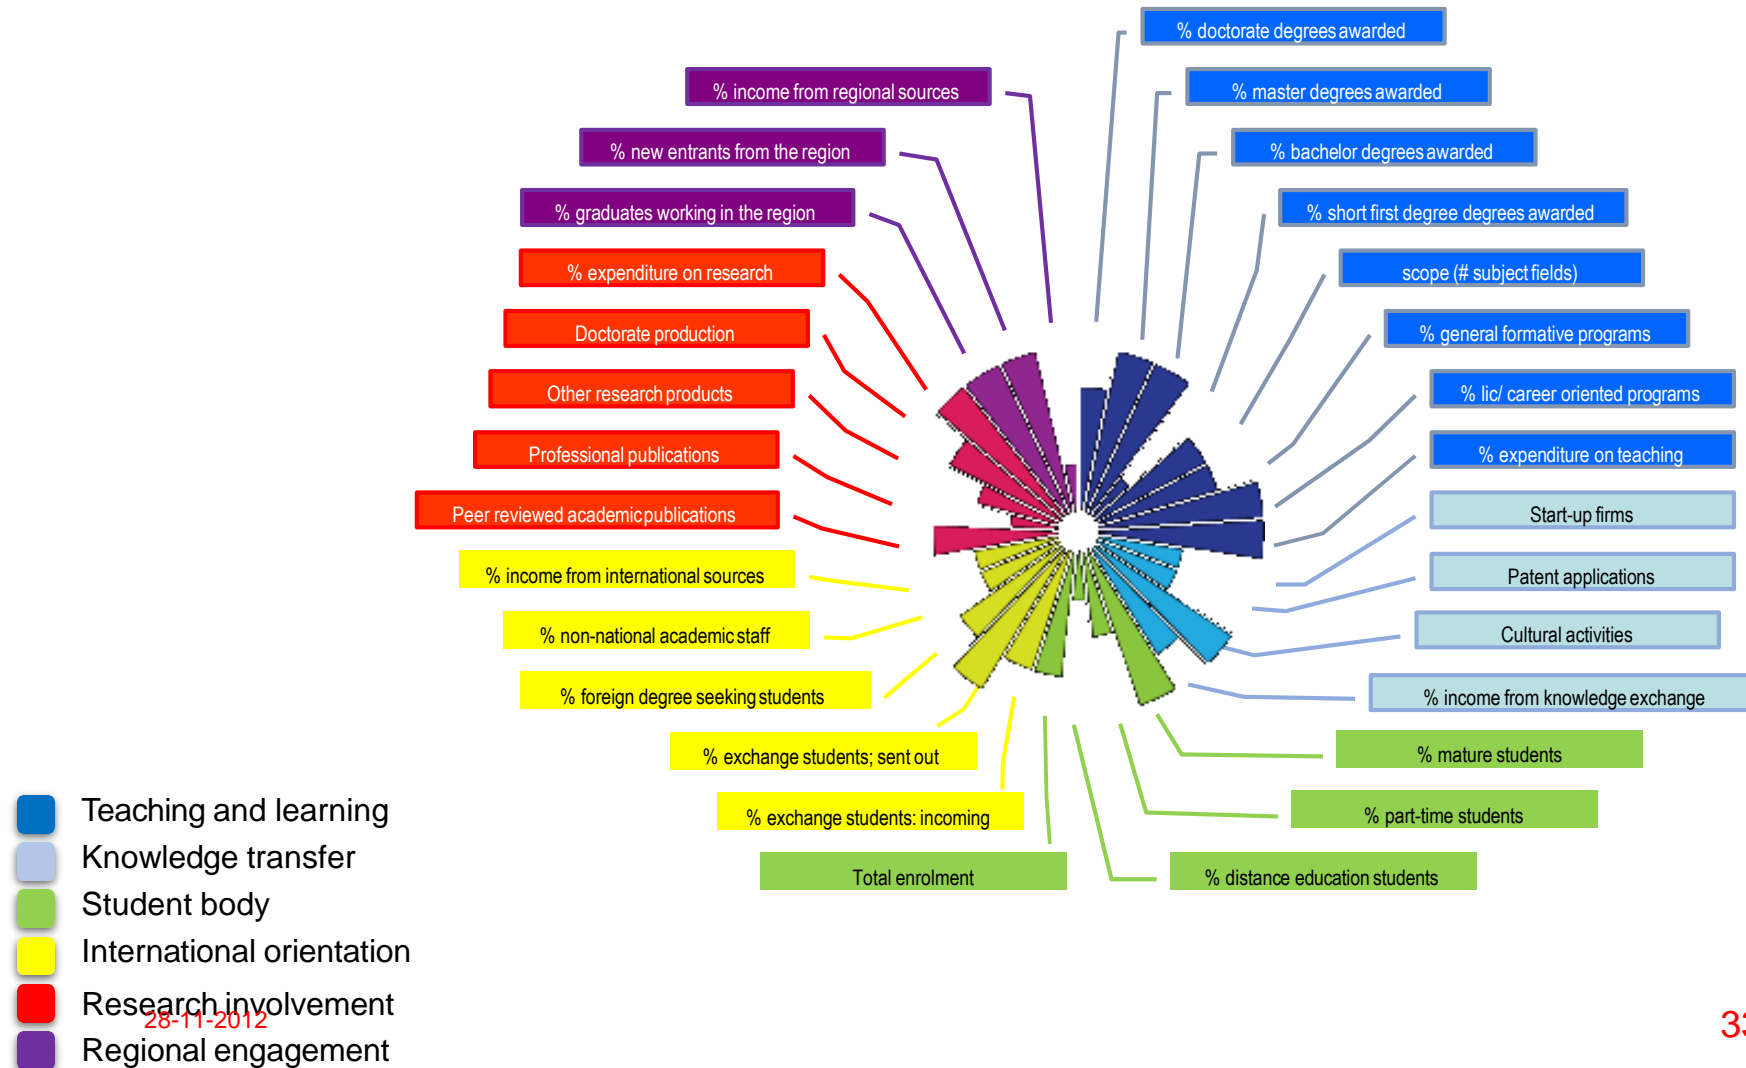 % doctorate degrees awarded
% income from regional sources
% master degrees awarded
% new entrants from the region
% bachelor degrees awarded
% graduates working in the region
% short first degree degrees awarded
% expenditure on research
scope (# subject fields)
Doctorate production
% general formative programs
Other research products
% lic/ career oriented programs
Professional publications
% expenditure on teaching
Peer reviewed academic publications
Start-up firms
% income from international sources
Patent applications
% non-national academic staff
Cultural activities
% foreign degree seeking students
% income from knowledge exchange
% exchange students; sent out
% mature students
% exchange students: incoming
% part-time students
Total enrolment
% distance education students
Teaching and learning
Knowledge transfer
Student body
International orientation
Research involvement
28-11-2012
Regional engagement